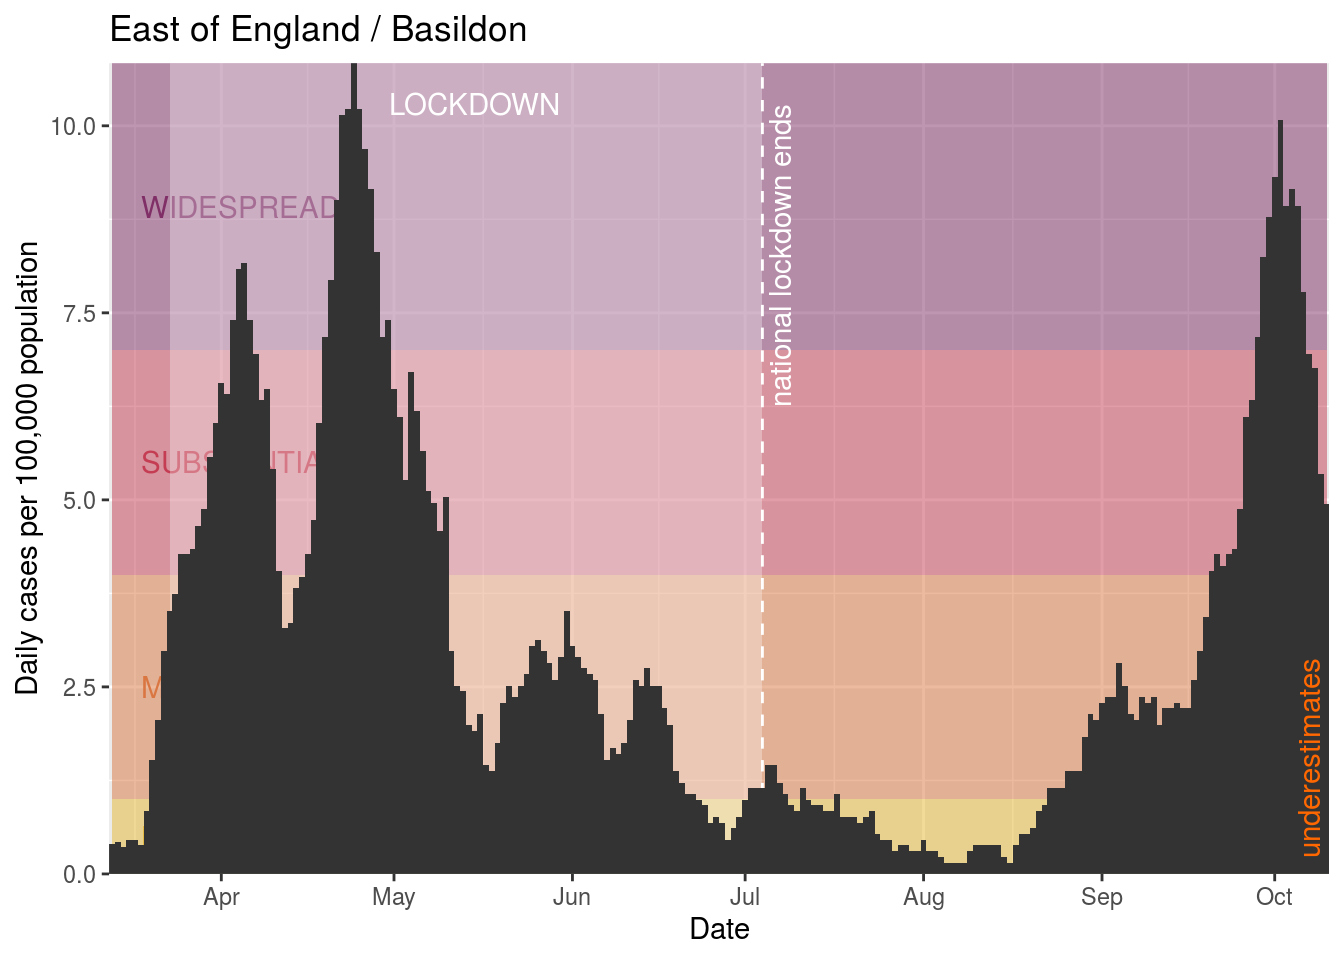 East of England / Basildon
LOCKDOWN
10.0
WIDESPREAD
national lockdown ends
7.5
5.0
2.5
underestimates
0.0
Daily cases per 100,000 population
Apr May Jun Jul Aug Sep Oct
Date